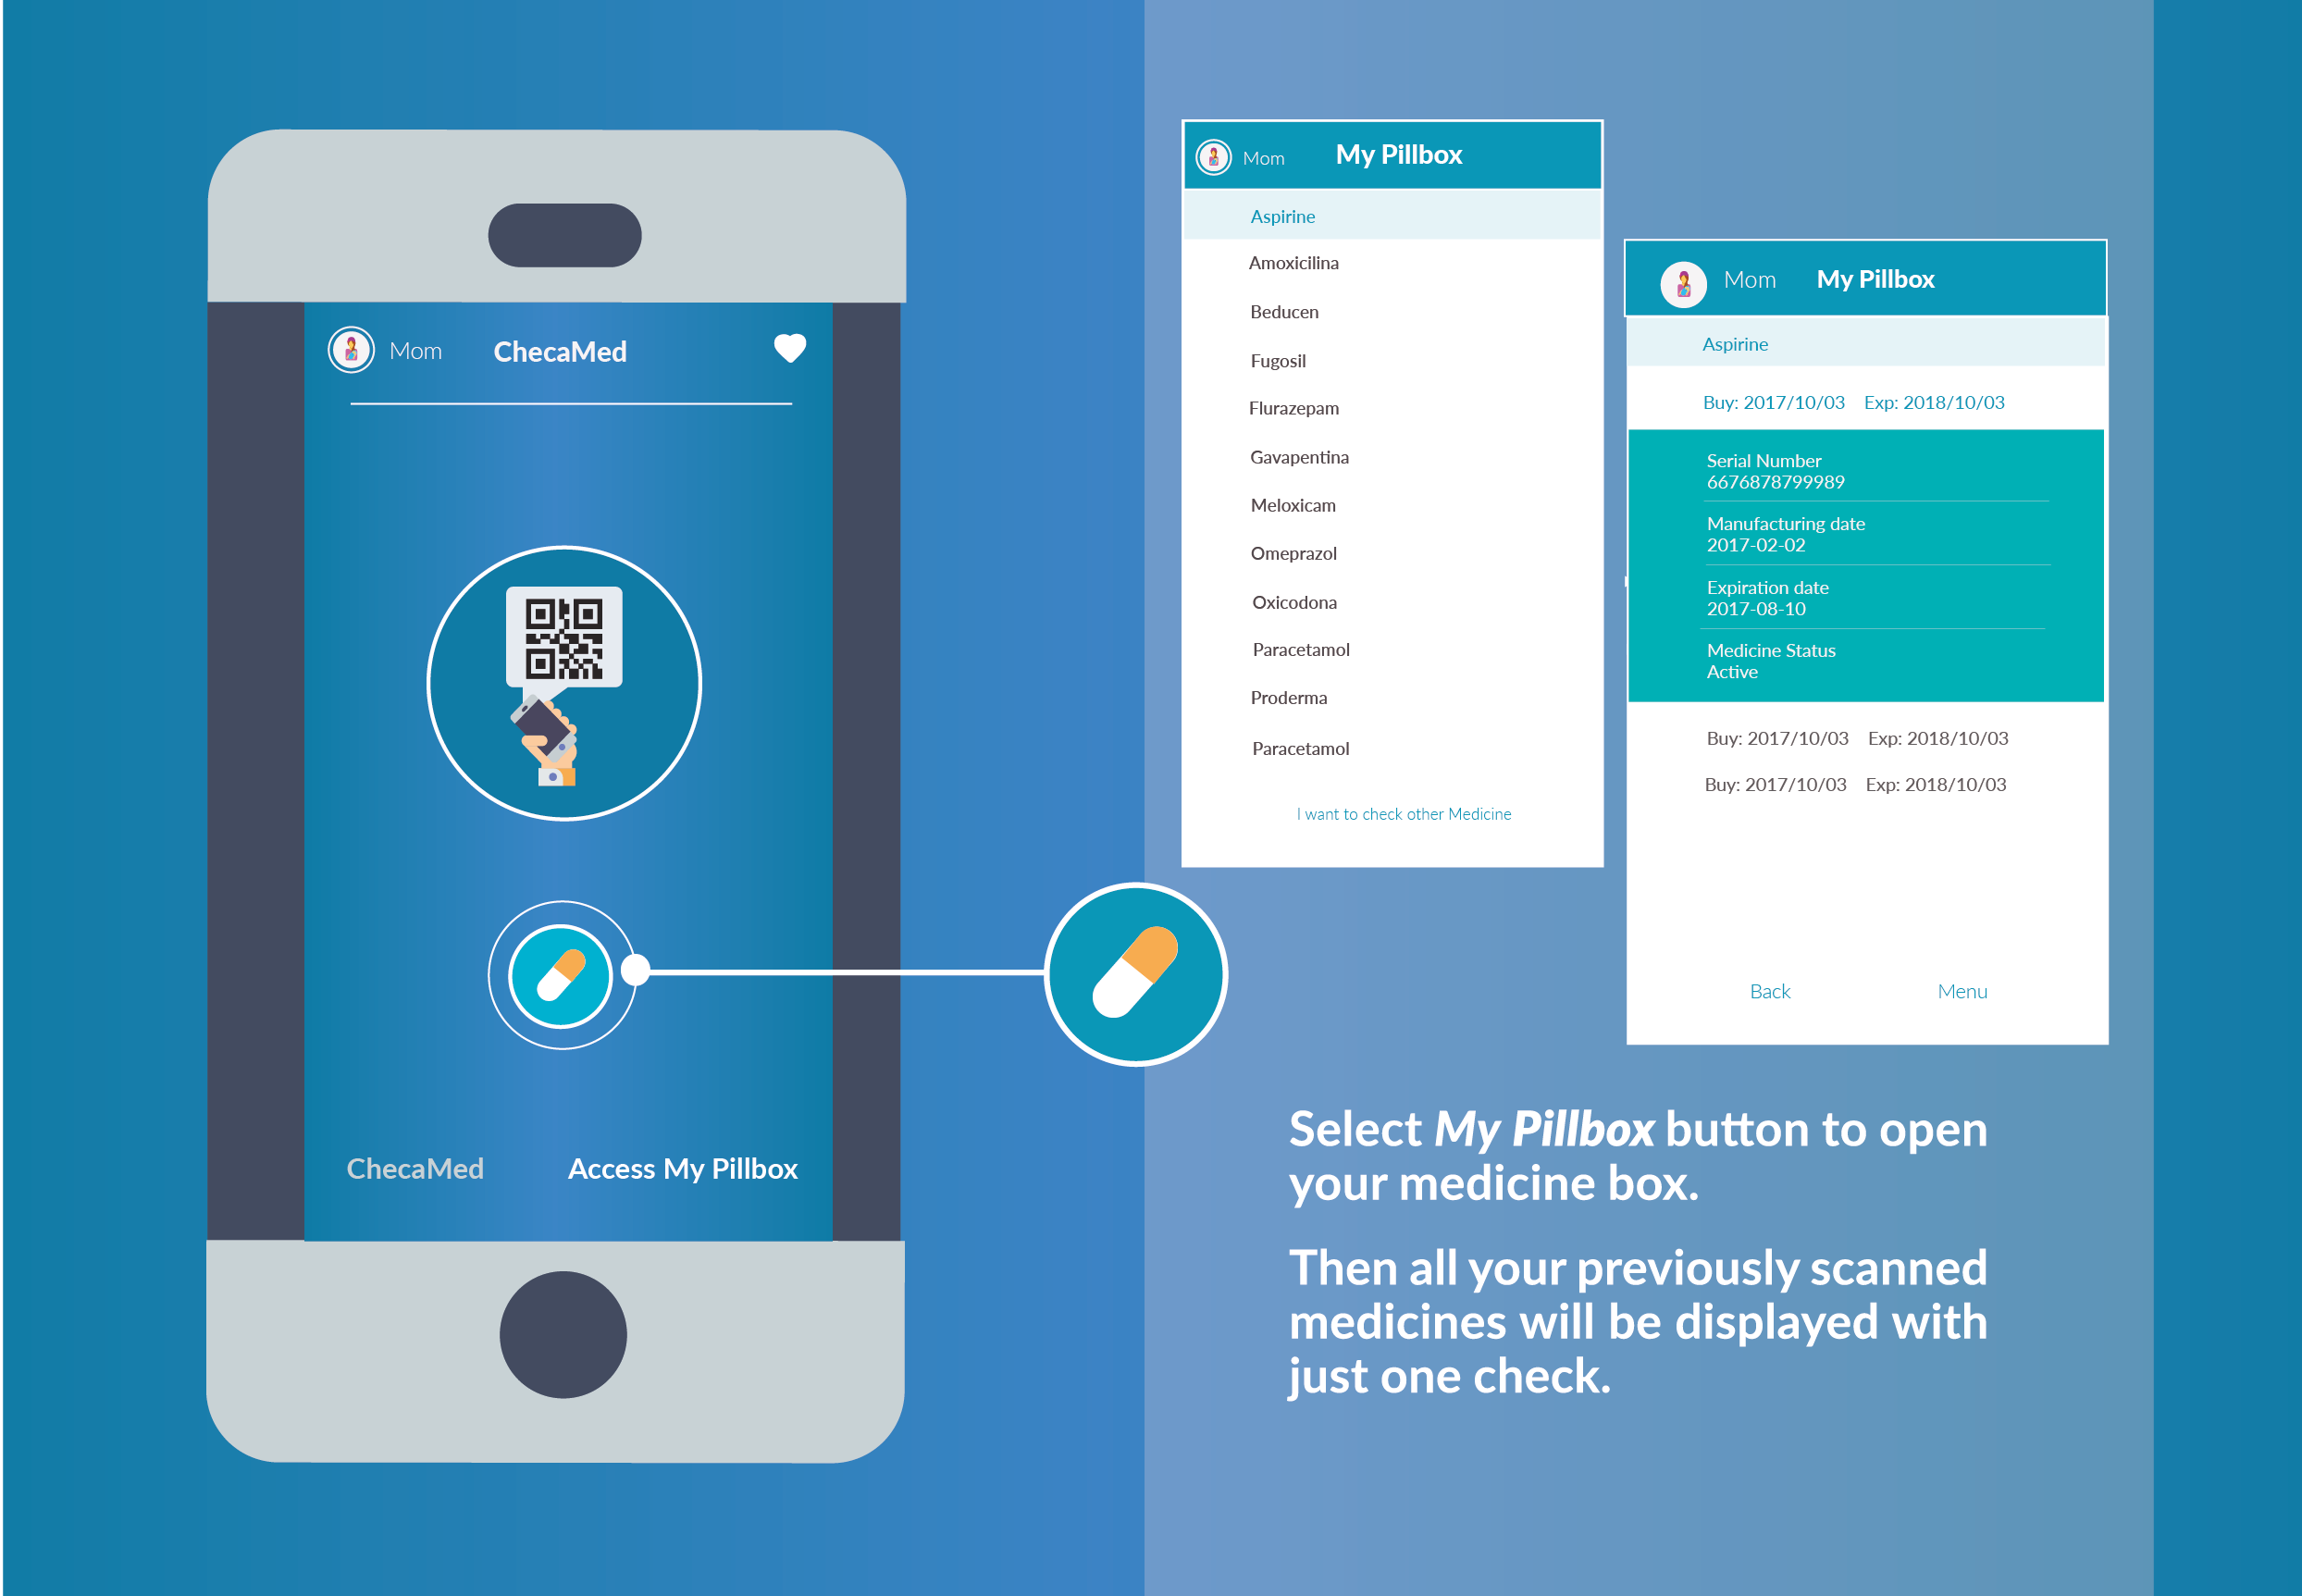 Mom ChecaMed
ChecaMed Access My Pillbox
Mom My Pillbox
Aspirine
Amoxicilina
Beducen
Fugosil
Flurazepam
Gavapentina
Meloxicam
Omeprazol
Oxicodona
Paracetamol
Proderma
Paracetamol
I want to check other Medicine
Mom My Pillbox
Aspirine
Buy: 2017/10/03 Exp: 2018/10/03
Serial Number
6676878799989
Manufacturing date
2017-02-02
Expiration date
2017-08-10
Medicine Status
Active
Buy: 2017/10/03 Exp: 2018/10/03
Buy: 2017/10/03 Exp: 2018/10/03
Back Menu
Select My Pillbox button to open
your medicine box.
Then all your previously scanned
medicines will be displayed with
just one check.